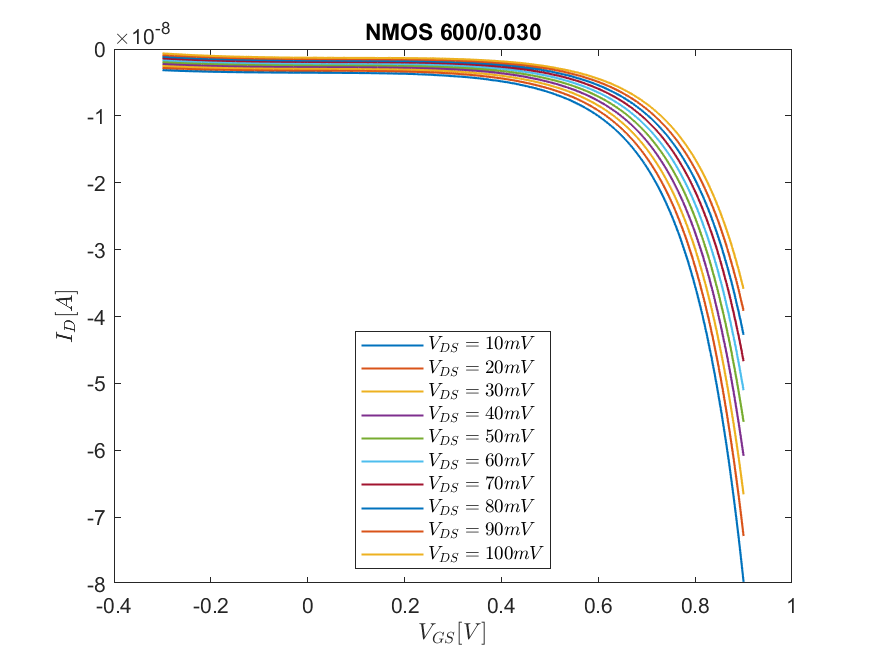 NMOS 600/0.030
×10-8
0
-1
-2
-3
-4
-5
-6
-7
-8
I_D[A]
V_DS = 10mV
V_DS = 20mV
V_DS = 30mV
V_DS = 40mV
V_DS = 50mV
V_DS = 60mV
V_DS = 70mV
V_DS = 80mV
V_DS = 90mV
V_DS = 100mV
-0.4 -0.2 0 0.2 0.4 0.6 0.8 1
V_GS[V]